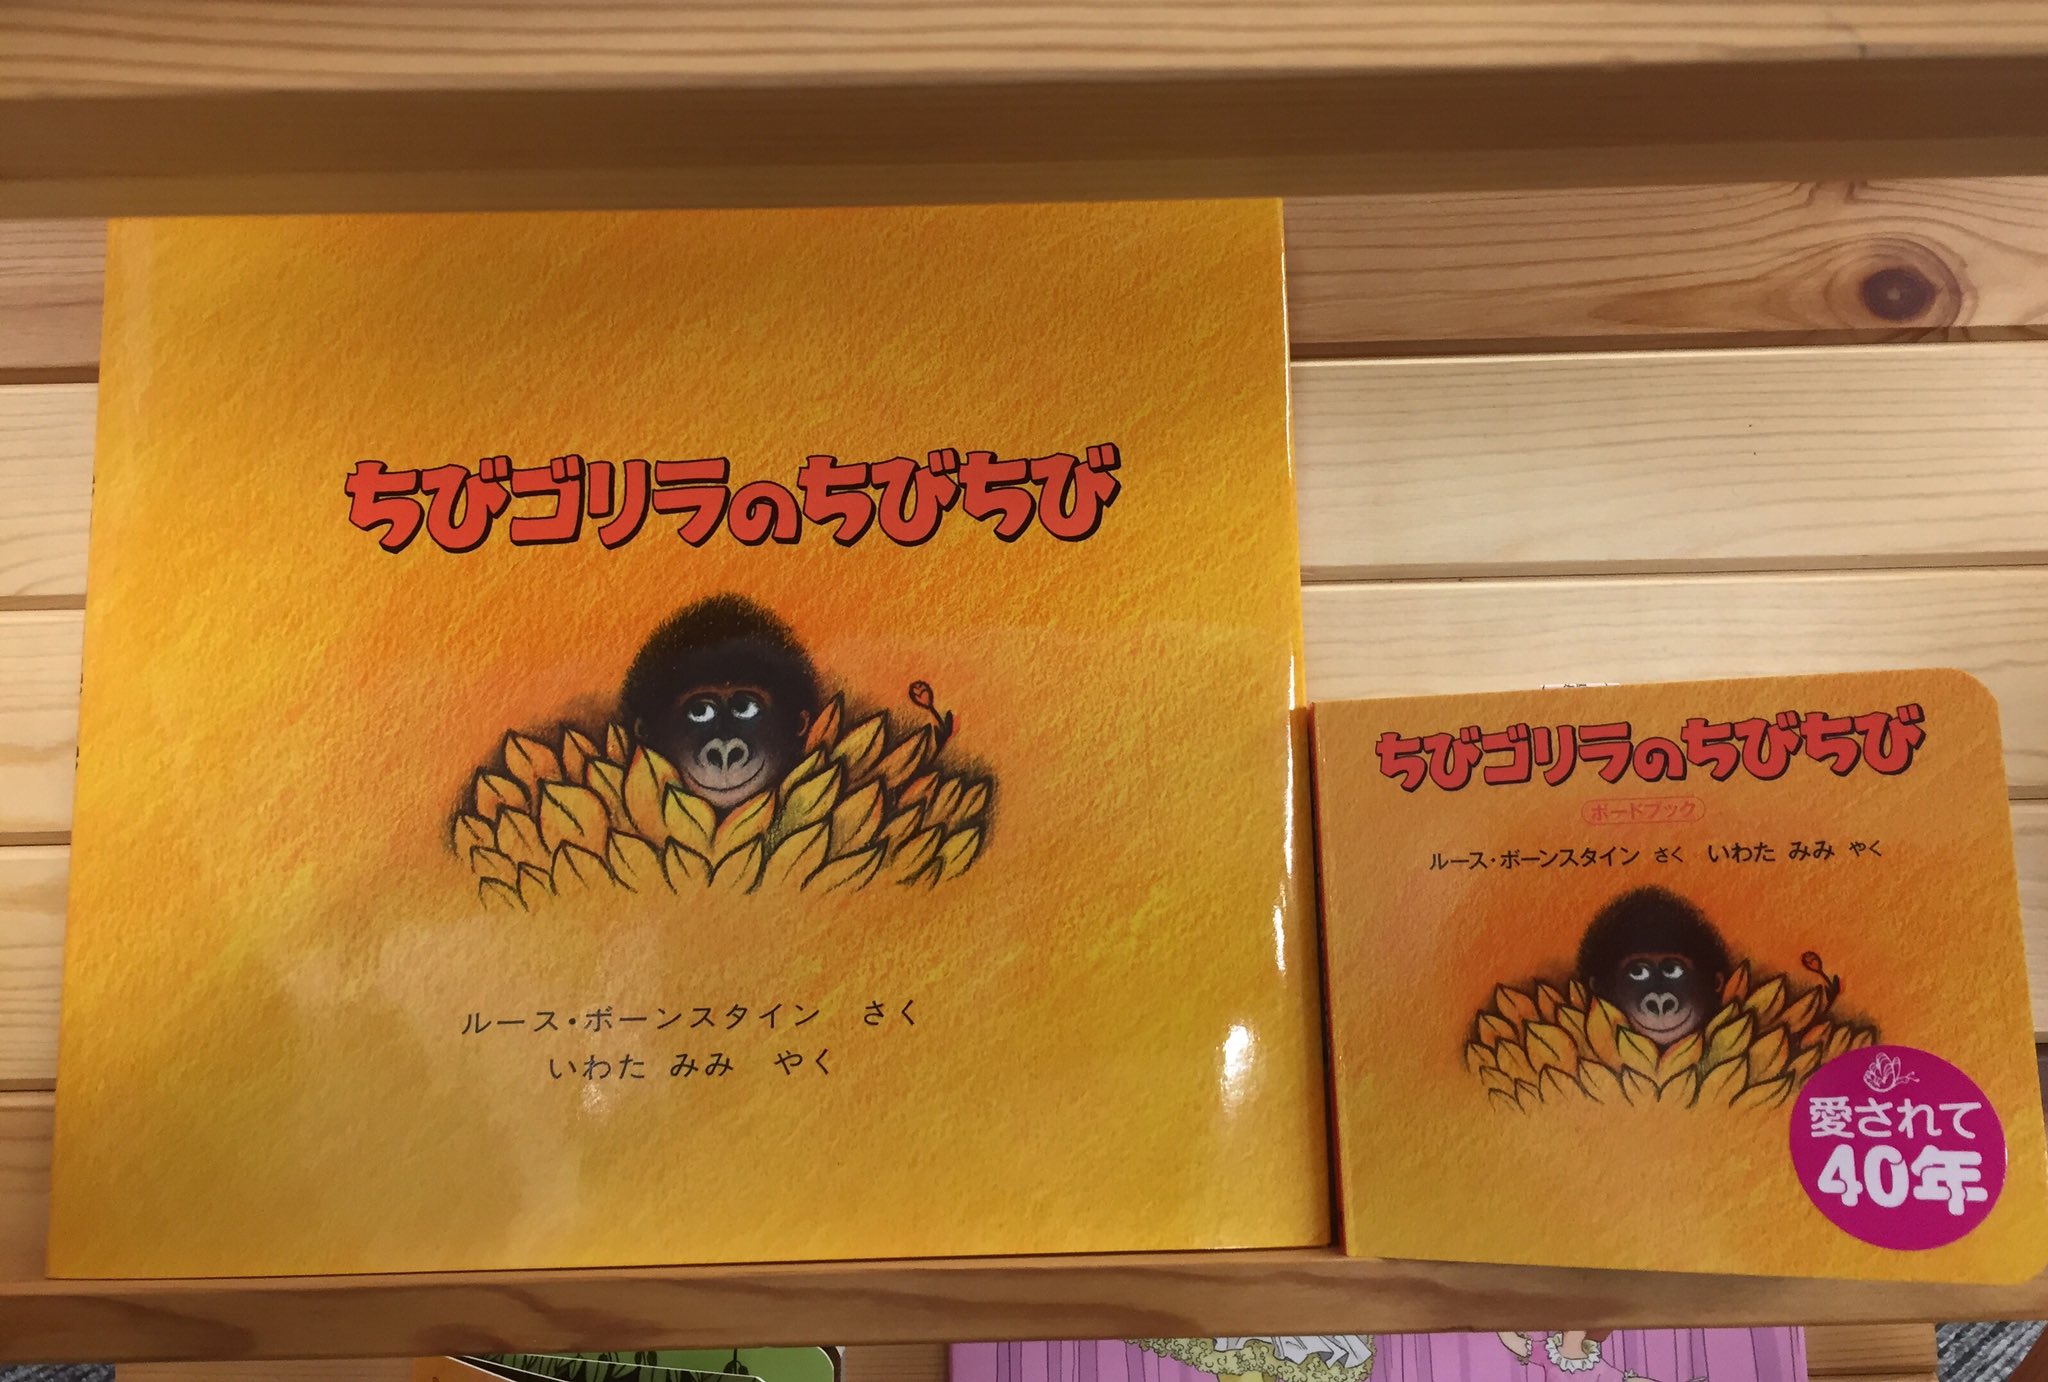 ちびゴリラのちびちび
ルース・ボーンスタイン さく
いわた みみ やく
ちびゴリラのちびちび
ボードブック
ルース・ボーンスタイン さく いわた みみ やく
愛されて
40年